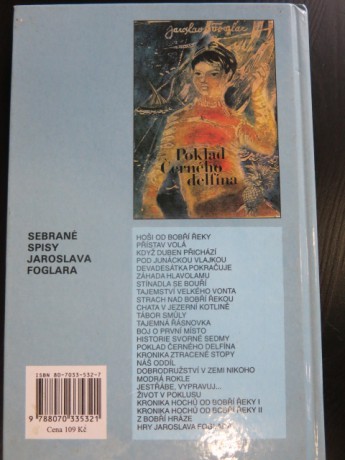 Jaroslav Foglar
Poklad
Černého
delfína
SEBRANÉ
SPISY
JAROSLAVA
FOGLARA
HOŠI OD BOBŘÍ ŘEKY
PŘÍSTAV VOLÁ
KDYŽ DUBEN PŘICHÁZÍ
POD JUNÁCKOU VLAJKOU
DEVADESÁTKA POKRAČUJE
ZÁHADA HLAVOLAMU
STÍNADLA SE BOUŘÍ
TAJEMSTVÍ VELKÉHO VONTA
STRACH NAD BOBŘÍ ŘEKOU
CHATA V JEZERNÍ KOTLINĚ
TÁBOR SMŮLY
TAJEMNÁ ŘÁSNOVKA
BOJ O PRVNÍ MÍSTO
HISTORIE SVORNÉ SEDMY
POKLAD ČERNÉHO DELFÍNA
KRONIKA ZTRACENÉ STOPY
NÁŠ ODDÍL
DOBRODRUŽSTVÍ V ZEMI NIKOHO
MODRÁ ROKLE
JESTŘÁBE, VYPRAVUJ...
ŽIVOT V POKLUSU
KRONIKA HOCHŮ OD BOBŘÍ ŘEKY I
KRONIKA HOCHŮ OD BOBŘÍ ŘEKY II
Z BOBŘÍ HRÁZE
HRY JAROSLAVA FOGLARA
ISBN 80-7033-532-7
9 788070 335321
Cena 109 Kč